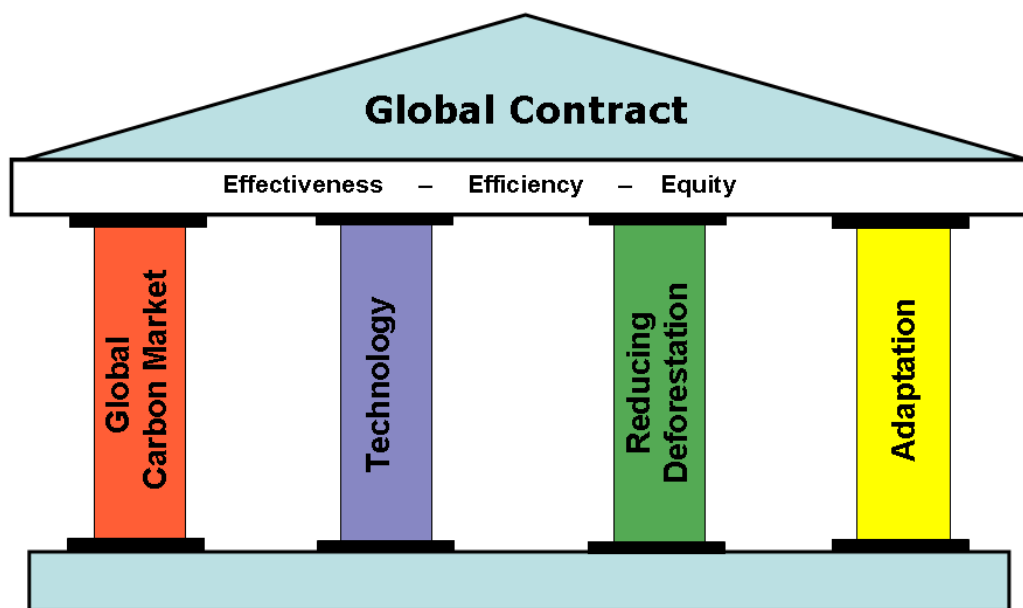 Global Contract
Effectiveness – Efficiency – Equity
Global
Carbon Market
Technology
Reducing
Deforestation
Adaptation